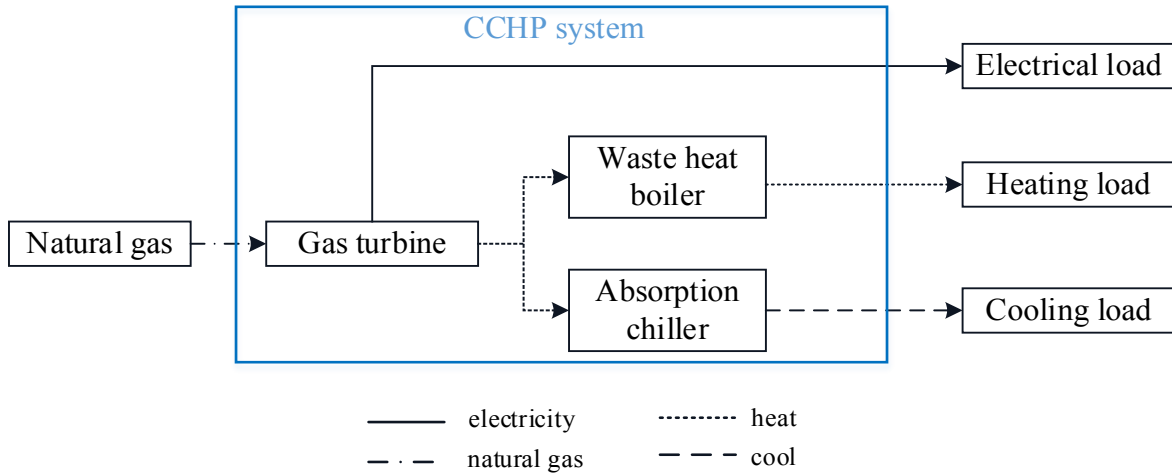 CCHP system
Electrical load
Waste heat
boiler
Heating load
Natural gas
Gas turbine
Absorption
chiller
Cooling load
electricity
heat
natural gas
cool